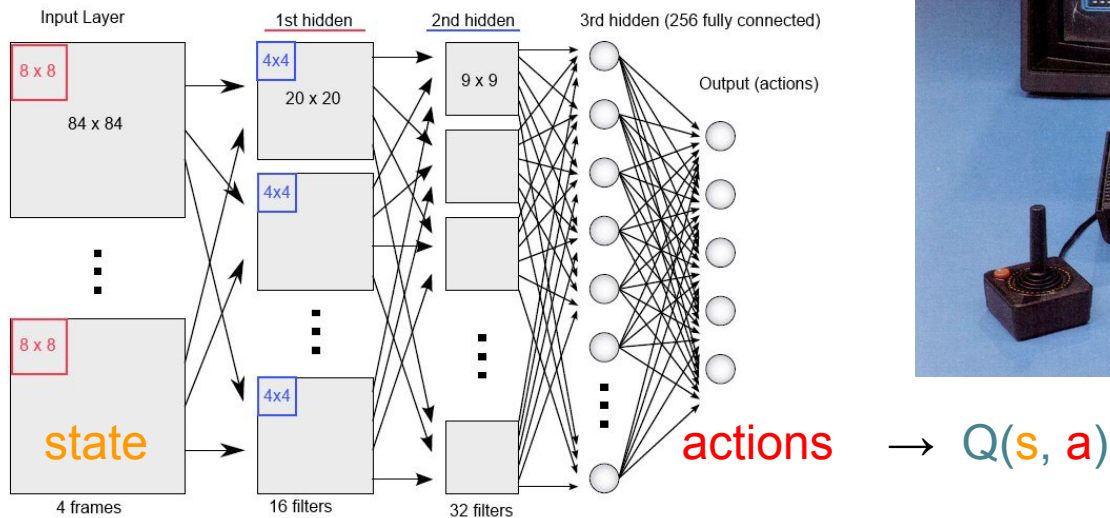 Input Layer
1st hidden
2nd hidden
3rd hidden (256 fully connected)
Output (actions)
8 x 8
84 x 84
4x4
20 x 20
9 x 9
4x4
8 x 8
4x4
state
actions → Q(s, a)
4 frames
16 filters
32 filters